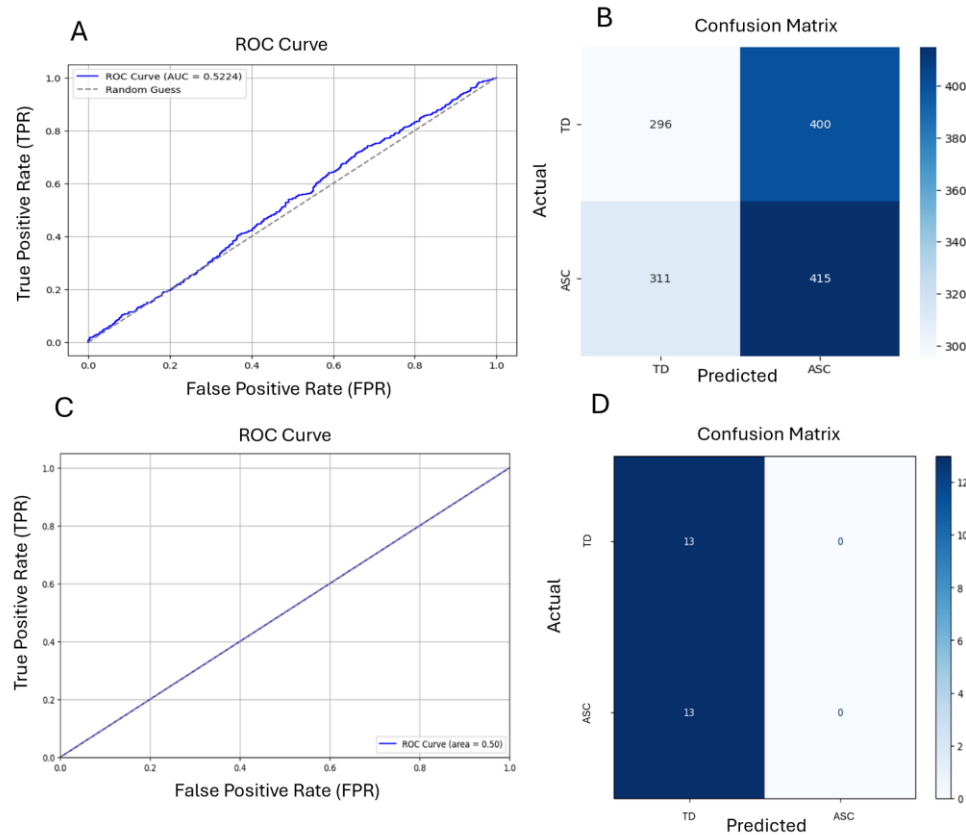 A
ROC Curve
ROC Curve (AUC = 0.5224)
Random Guess
True Positive Rate (TPR)
1.0
0.8
0.6
0.4
0.2
0.0
0.0 0.2 0.4 0.6 0.8 1.0
False Positive Rate (FPR)
B
Confusion Matrix
Actual
TD
296 400
ASC
311 415
TD ASC
Predicted
400
380
360
340
320
300
C
ROC Curve
True Positive Rate (TPR)
1.0
0.8
0.6
0.4
0.2
0.0
ROC Curve (area = 0.50)
0.0 0.2 0.4 0.6 0.8 1.0
False Positive Rate (FPR)
D
Confusion Matrix
Actual
TD
13 0
ASC
13 0
TD ASC
Predicted
12
10
8
6
4
2
0